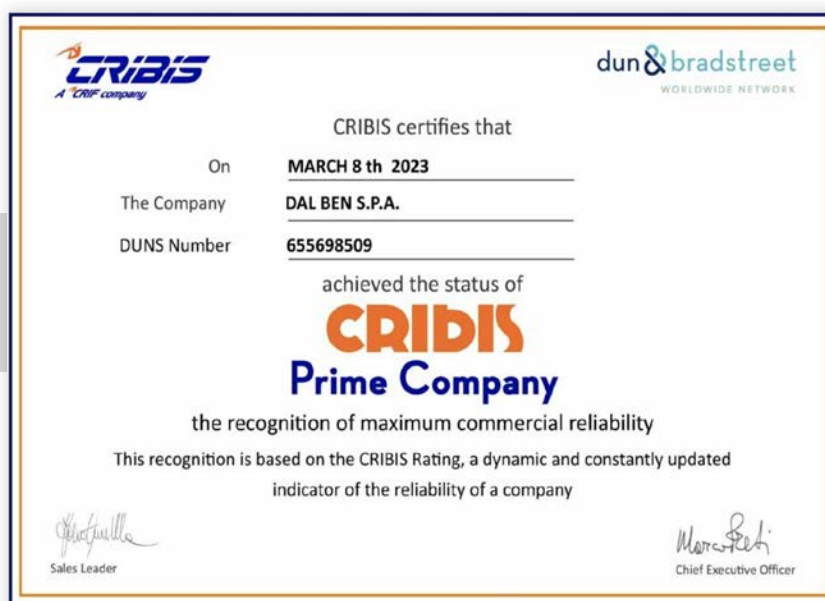 CRIBIS
A CRIF company
dun & bradstreet
WORLDWIDE NETWORK
CRIBIS certifies that
On MARCH 8 th 2023
The Company DAL BEN S.P.A.
DUNS Number 655698509
achieved the status of
CRIBIS
Prime Company
the recognition of maximum commercial reliability
This recognition is based on the CRIBIS Rating, a dynamic and constantly updated
indicator of the reliability of a company
Sales Leader
Chief Executive Officer